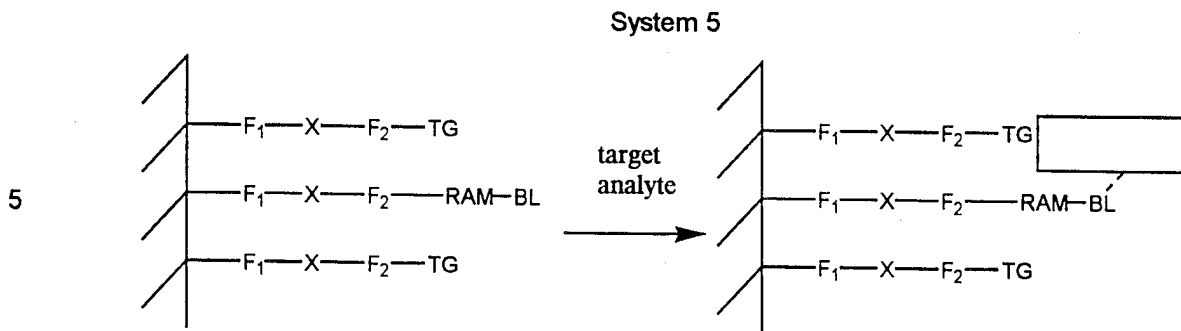 System 5
F₁—X—F₂—TG
F₁—X—F₂—RAM—BL
F₁—X—F₂—TG
5
target
analyte
F₁—X—F₂—TG
F₁—X—F₂—RAM—BL
F₁—X—F₂—TG